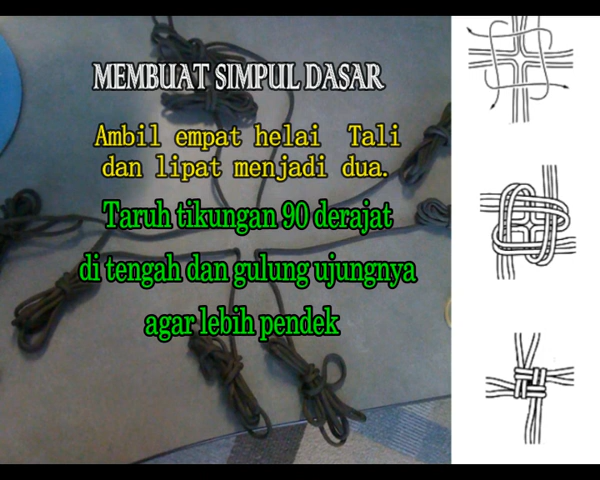 MEMBUAT SIMPUL DASAR
Ambil empat helai Tali
dan lipat menjadi dua.
Taruh tikungan 90 derajat
di tengah dan gulung ujungnya
agar lebih pendek